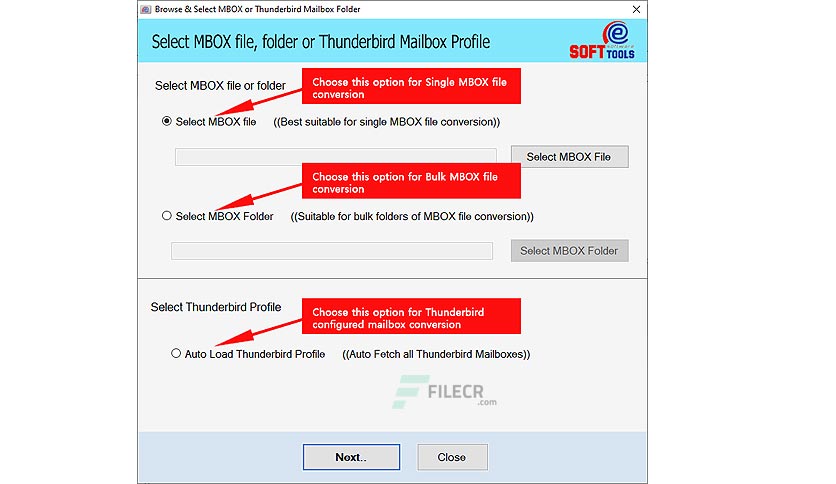 Browse & Select MBOX or Thunderbird Mailbox Folder
Select MBOX file, folder or Thunderbird Mailbox Profile
e
software
SOFT TOOLS
Select MBOX file or folder
Choose this option for Single MBOX file
conversion
Select MBOX file ((Best suitable for single MBOX file conversion))
Select MBOX File
Choose this option for Bulk MBOX file
conversion
Select MBOX Folder ((Suitable for bulk folders of MBOX file conversion))
Select MBOX Folder
Select Thunderbird Profile
Choose this option for Thunderbird
configured mailbox conversion
Auto Load Thunderbird Profile ((Auto Fetch all Thunderbird Mailboxes))
FILECR
.com
Next.. Close